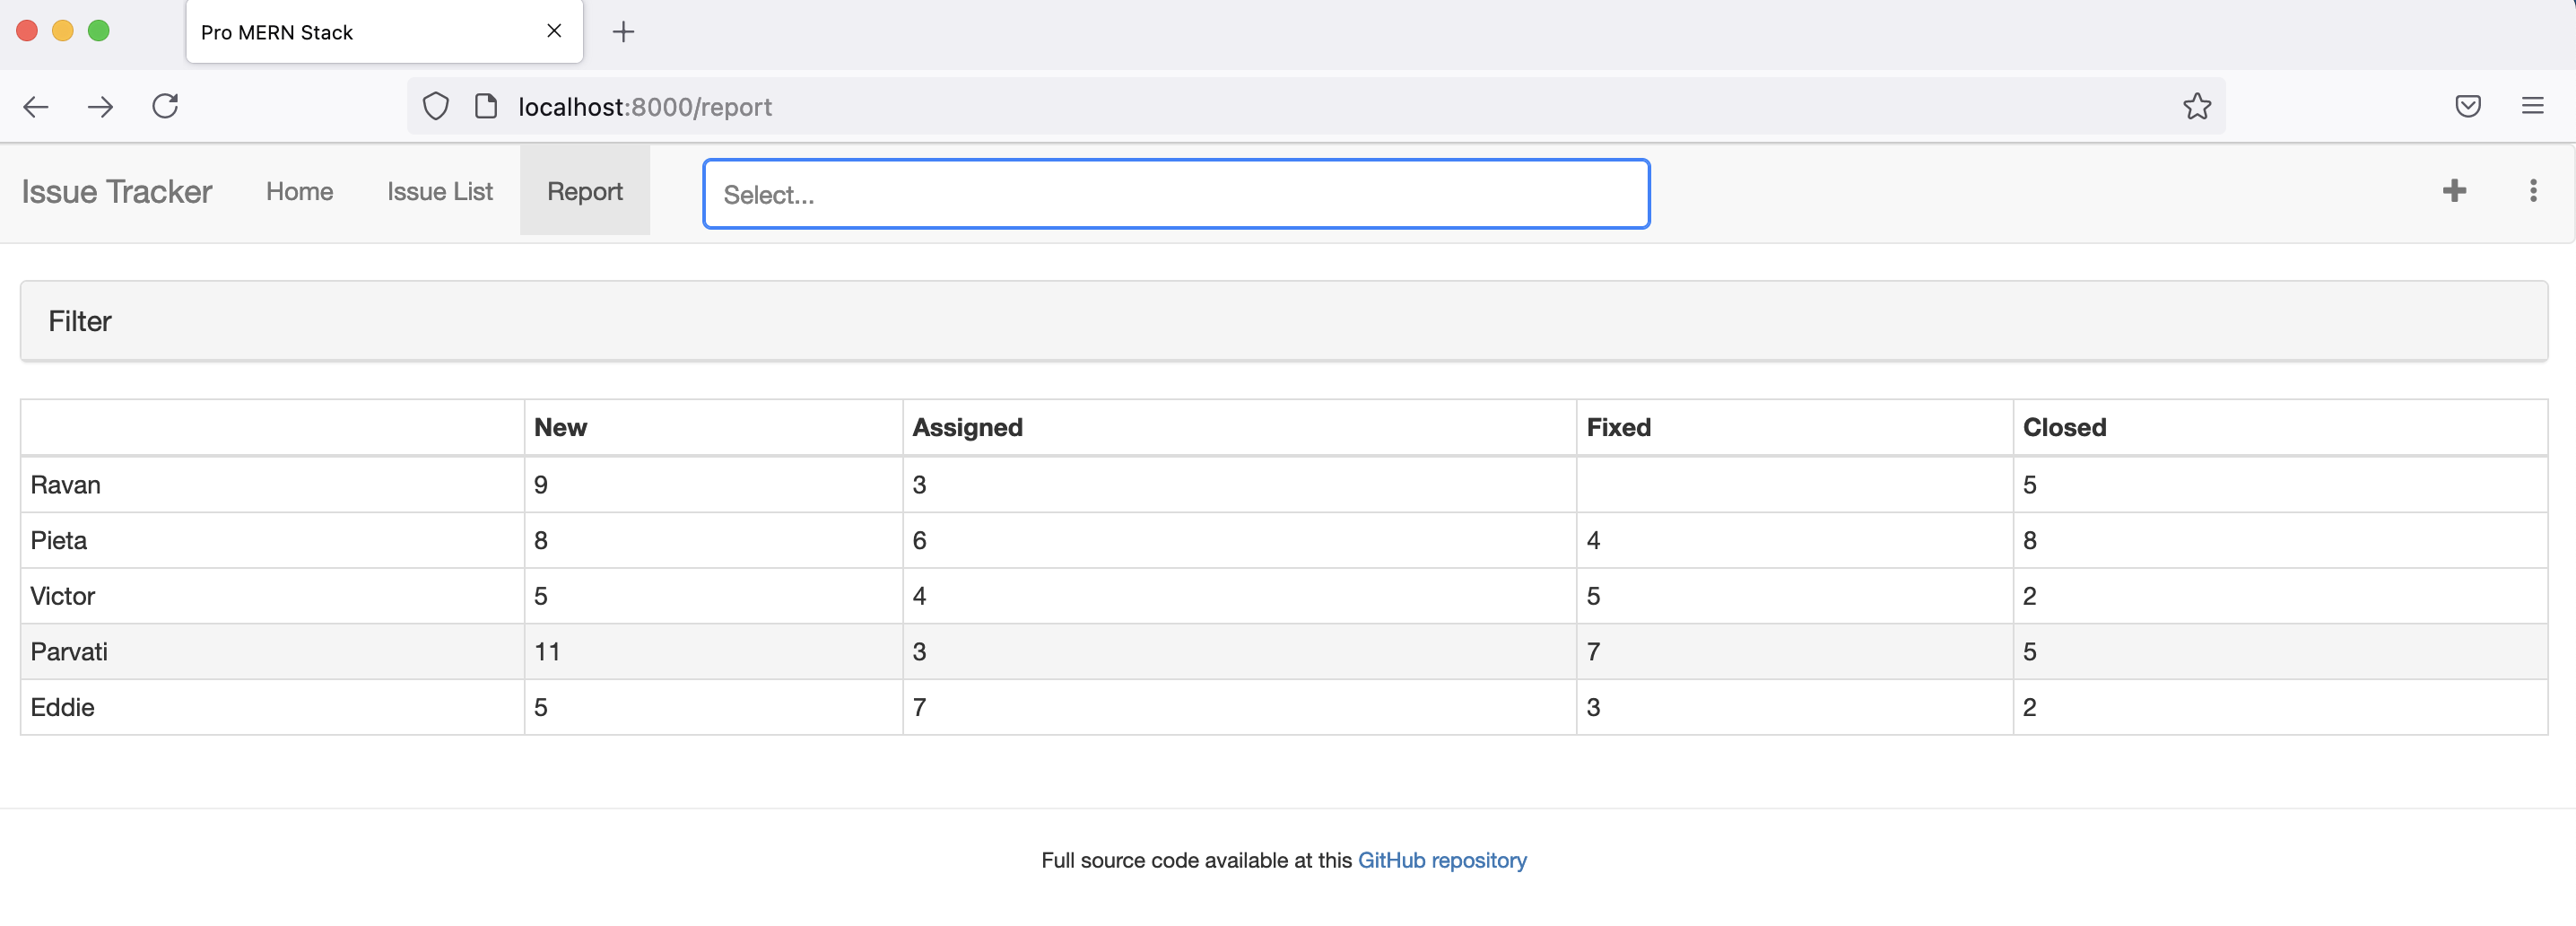 Pro MERN Stack
localhost:8000/report
Issue Tracker Home Issue List Report Select...
Filter
New Assigned Fixed Closed
Ravan 9 3 5
Pieta 8 6 4 8
Victor 5 4 5 2
Parvati 11 3 7 5
Eddie 5 7 3 2
Full source code available at this GitHub repository